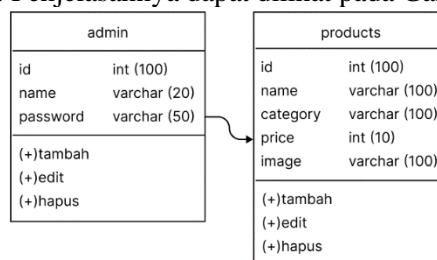 Penjelasannya dapat dilihat pada
admin
id int (100)
name varchar (20)
password varchar (50)
(+)tambah
(+)edit
(+)hapus
products
id int (100)
name varchar (100)
category varchar (100)
price int (10)
image varchar (100)
(+)tambah
(+)edit
(+)hapus